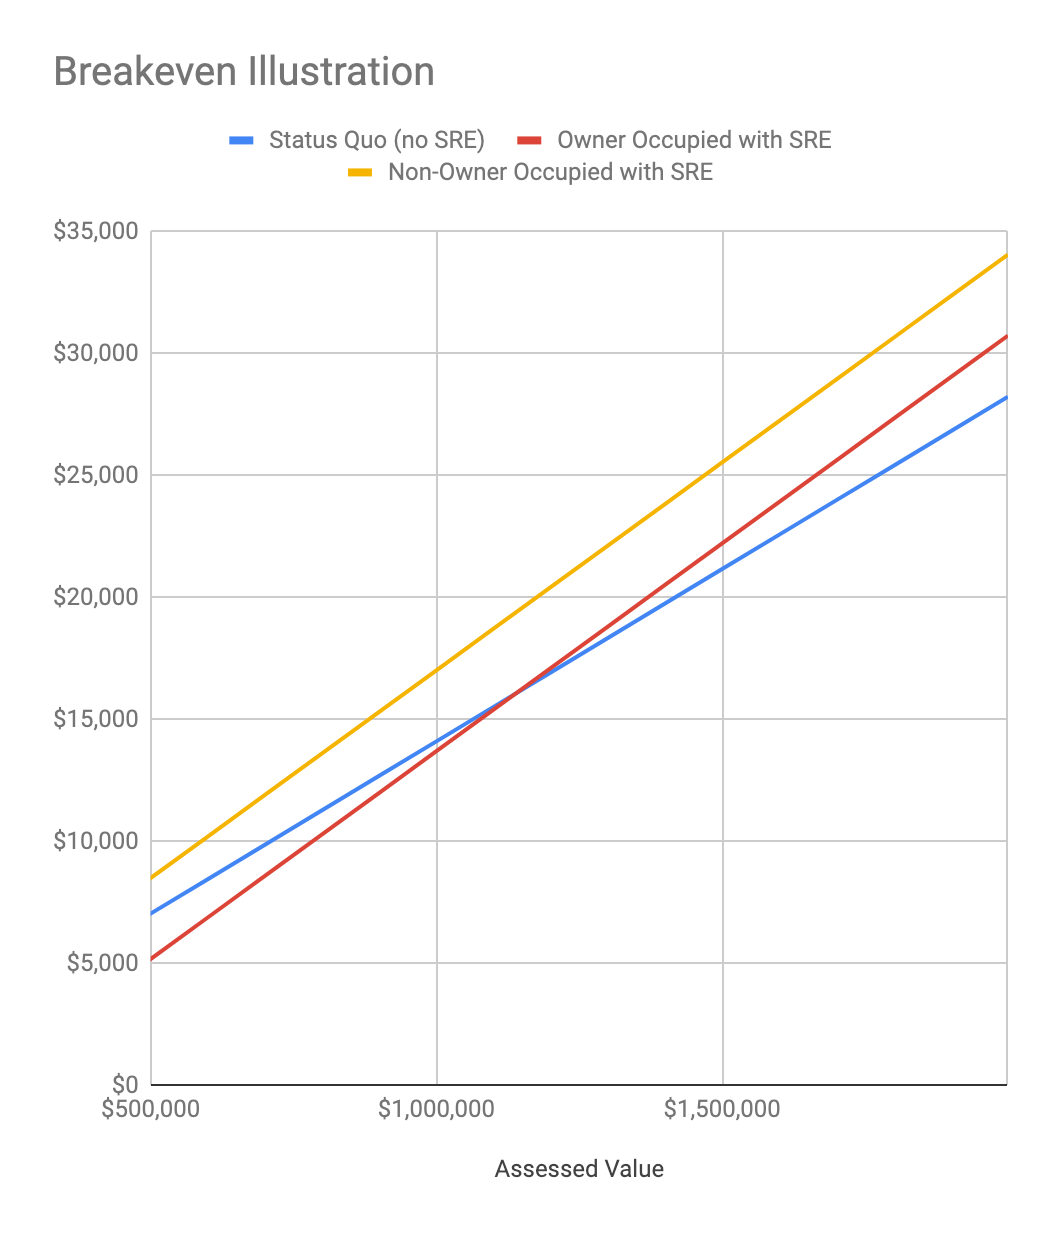 Breakeven Illustration
Status Quo (no SRE) Owner Occupied with SRE
Non-Owner Occupied with SRE
$35,000
$30,000
$25,000
$20,000
$15,000
$10,000
$5,000
$0
$500,000 $1,000,000 $1,500,000
Assessed Value